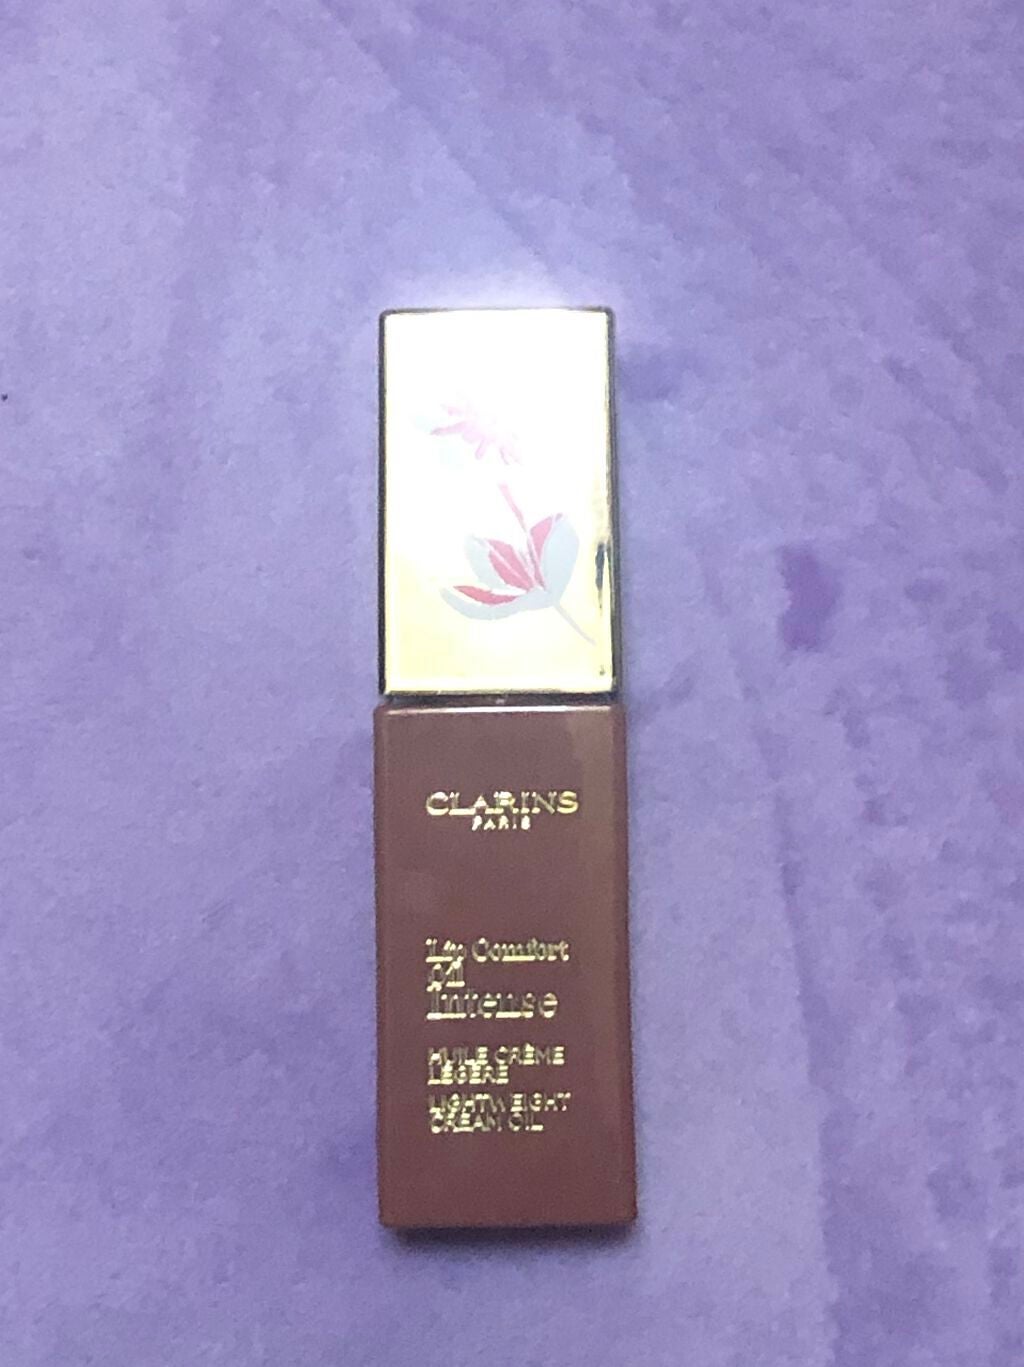 CLARINS
PARIS
Lip Comfort
Oil
Intense
HUILE CRÈME
LÉGÈRE
LIGHTWEIGHT
CREAM OIL